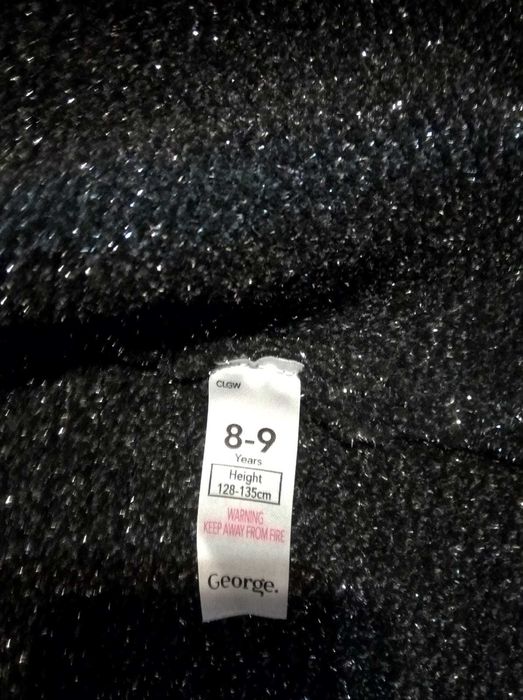 CLGW
8-9
Years
Height
128-135cm
WARNING
KEEP AWAY FROM FIRE
George.